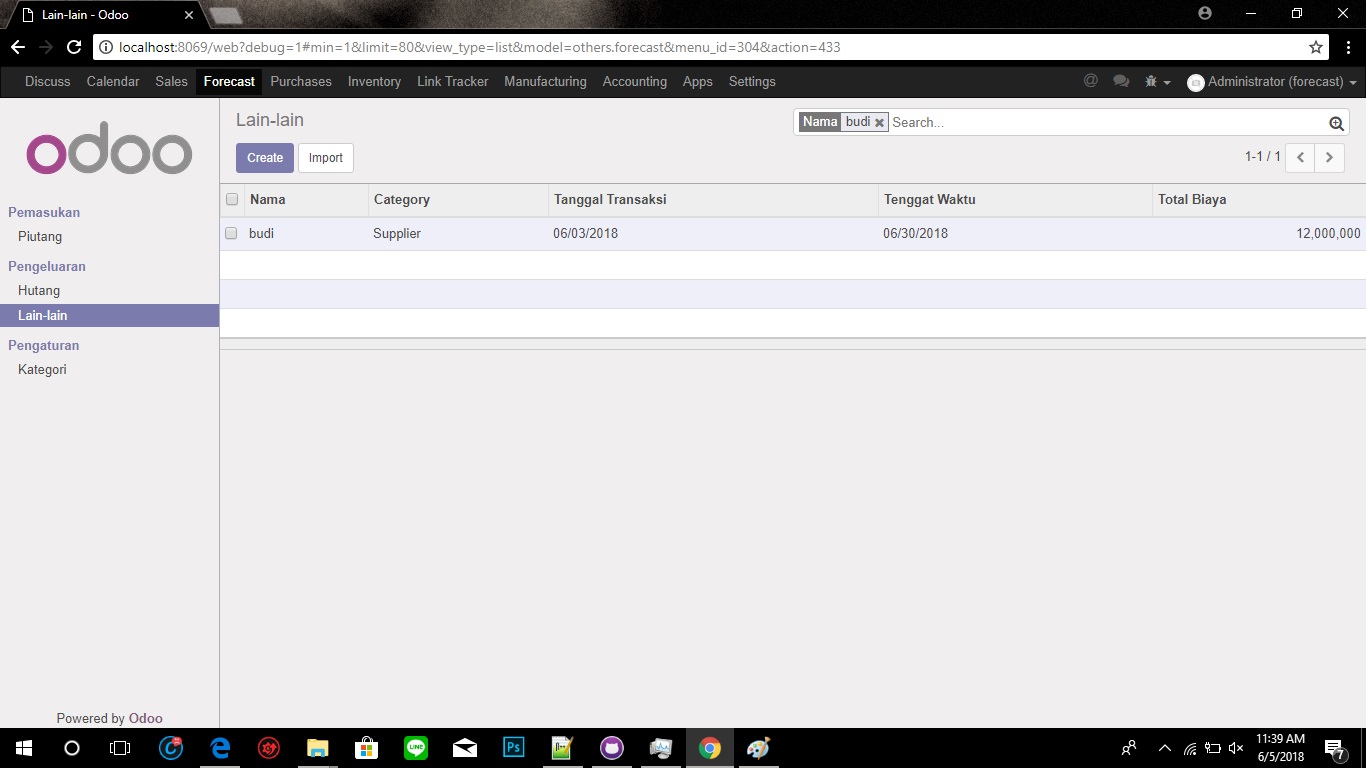 Lain-lain - Odoo
localhost:8069/web?debug=1#min=1&limit=80&view_type=list&model=others.forecast&menu_id=304&action=433
Discuss Calendar Sales Forecast Purchases Inventory Link Tracker Manufacturing Accounting Apps Settings @ Administrator (forecast)
odoo
Lain-lain
Nama budi Search...
Create Import
1-1 / 1
Nama Category Tanggal Transaksi Tenggat Waktu Total Biaya
budi Supplier 06/03/2018 06/30/2018 12,000,000
Pemasukan
Piutang
Pengeluaran
Hutang
Lain-lain
Pengaturan
Kategori
Powered by Odoo
LINE
Ps
11:39 AM
6/5/2018
7